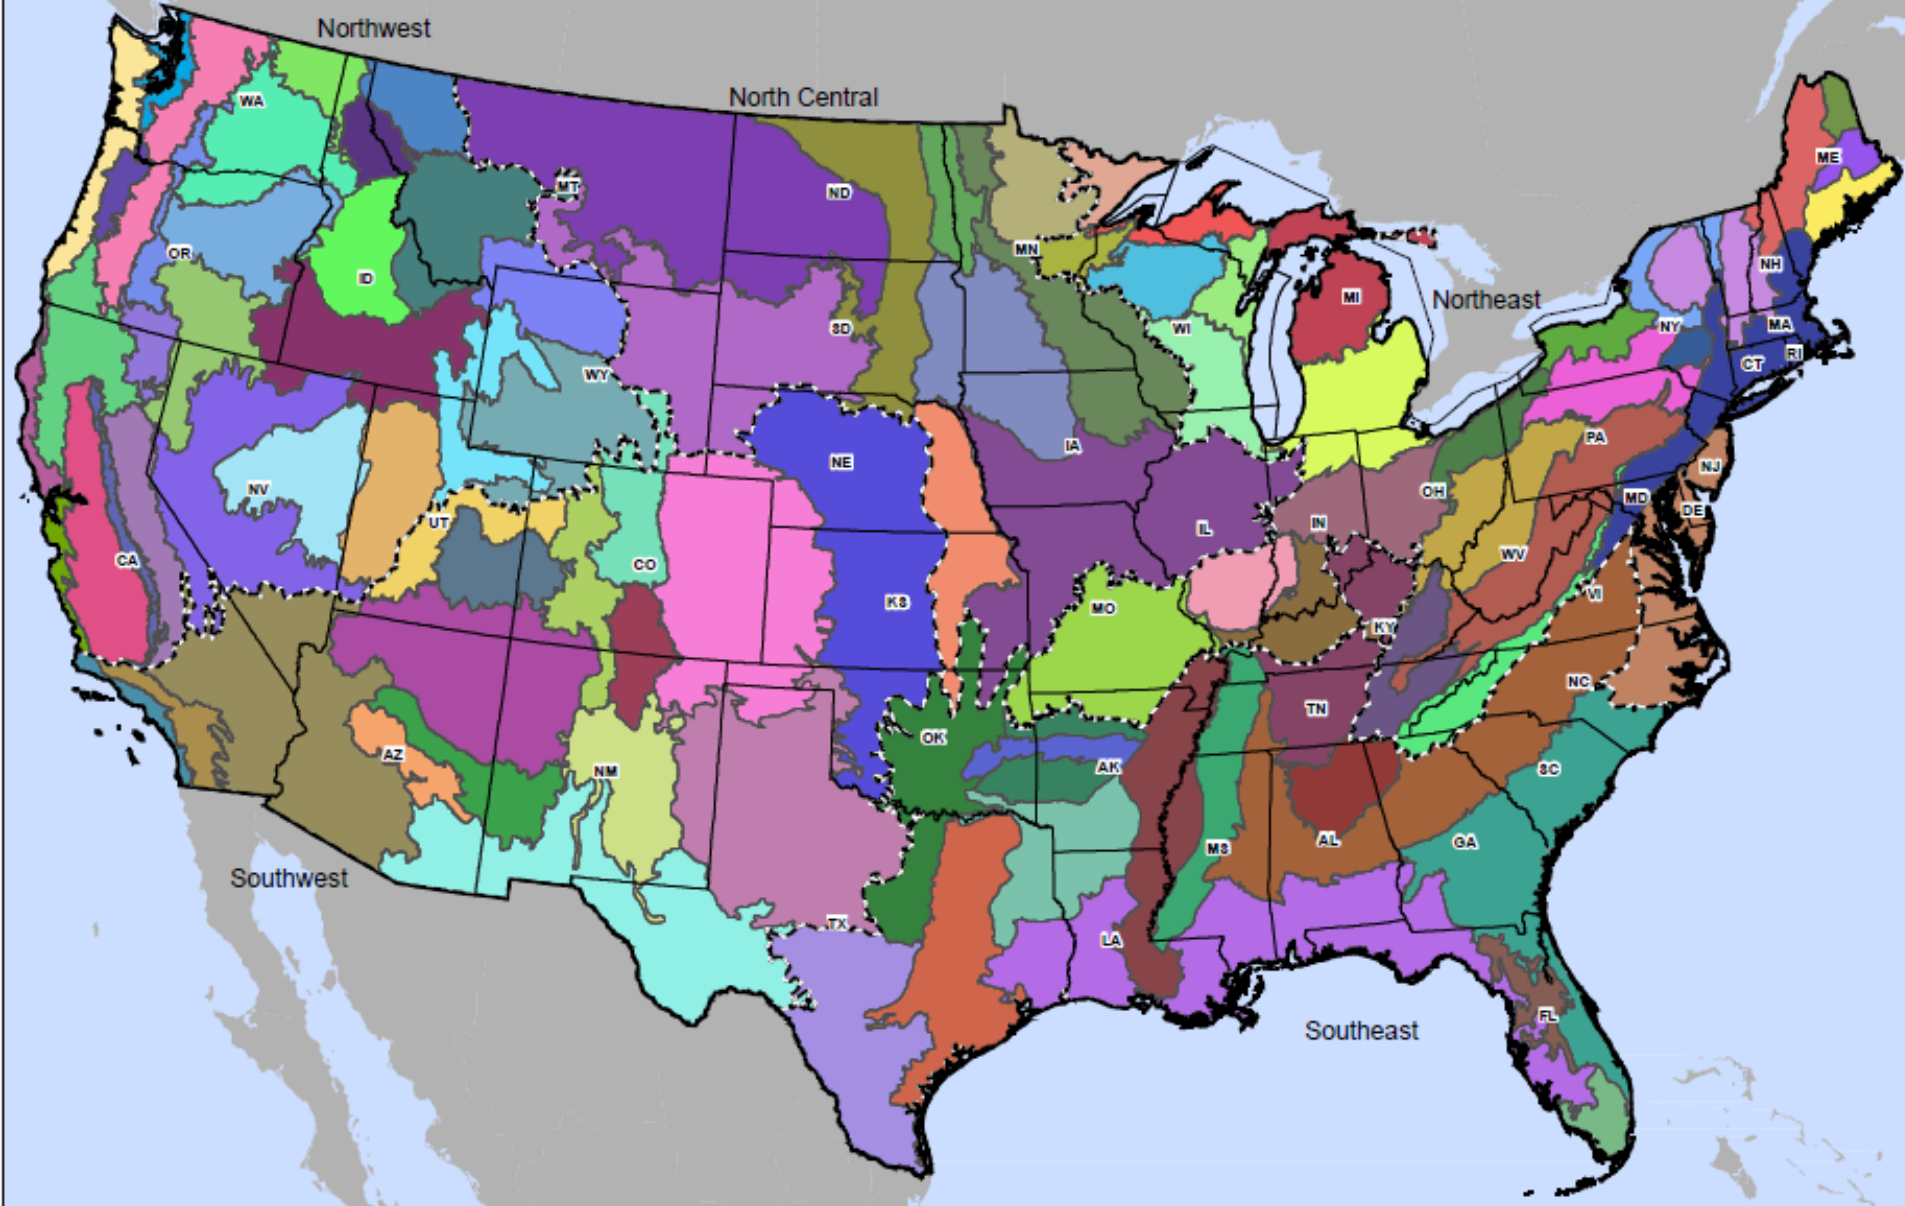 Northwest
North Central
WA
MT
ND
ME
OR
ID
MN
NH
MI
Northeast
SD
WI
NY
MA
RI
CT
WY
IA
PA
NE
NJ
NV
OH
MD
DE
UT
IL
IN
WV
CA
CO
KS
MO
VI
KY
NC
TN
OK
AZ
NM
AK
SC
AL
GA
MS
Southwest
TX
LA
FL
Southeast